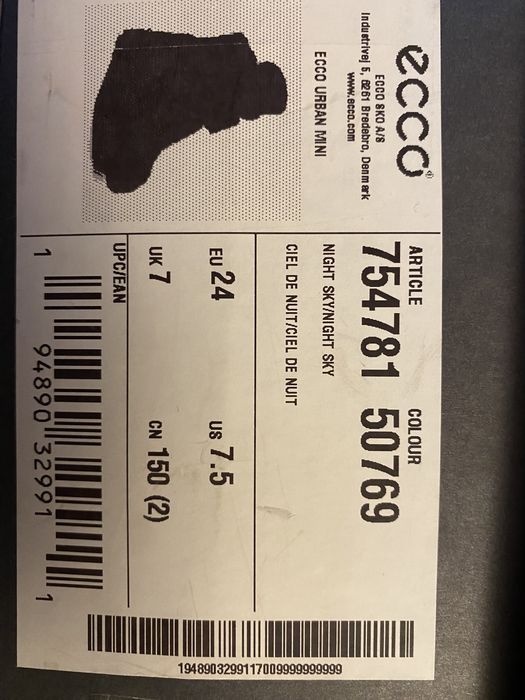 ecco®
ECCO SKO A/S
Industrivej 5, 6261 Bredebro, Denmark
www.ecco.com
ECCO URBAN MINI
ARTICLE COLOUR
754781 50769
NIGHT SKY/NIGHT SKY
CIEL DE NUIT/CIEL DE NUIT
EU 24 US 7.5
UK 7 CN 150 (2)
UPC/EAN
1 94890 32991 1
1948903299117009999999999